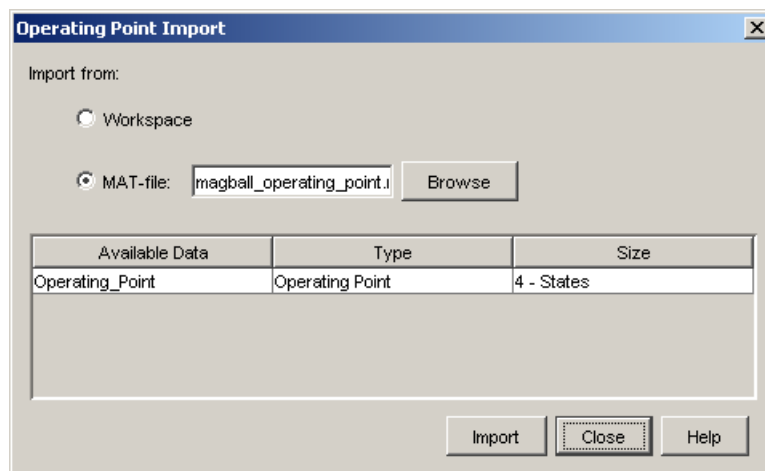 Operating Point Import
Import from:
Workspace
MAT-file: magball_operating_point. Browse
Available Data Type Size
Operating_Point Operating Point 4 - States
Import Close Help